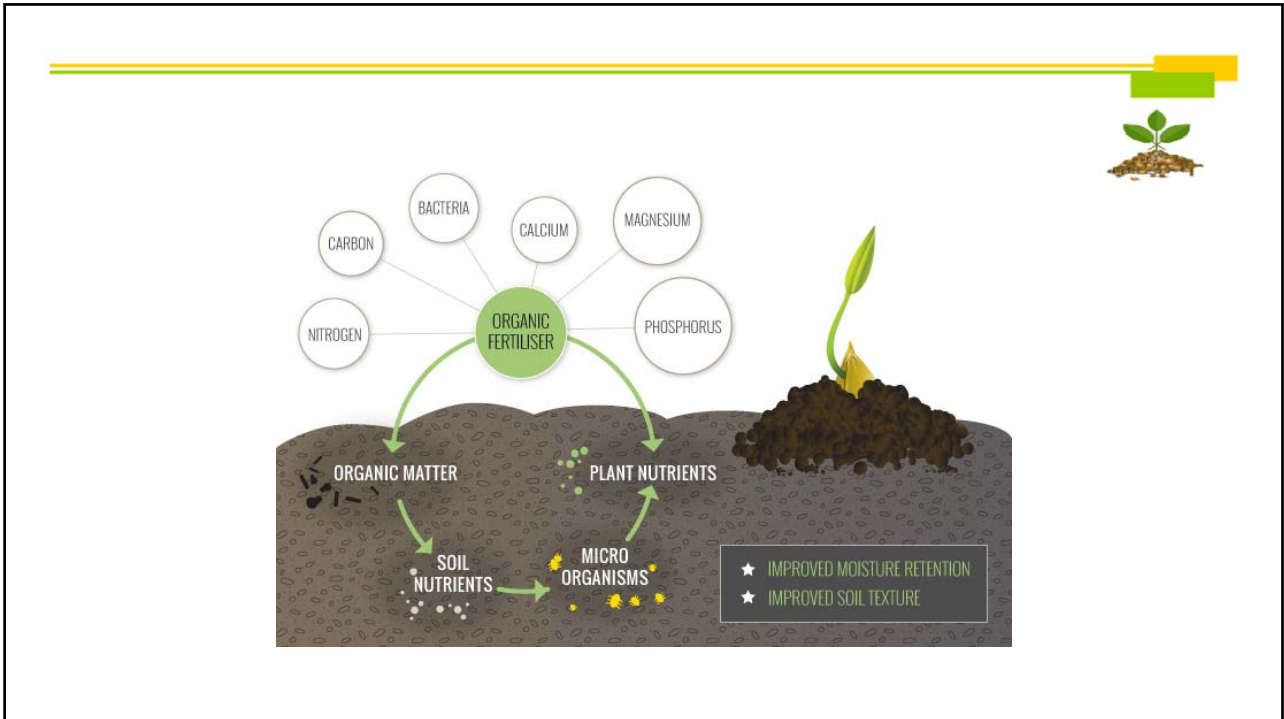 BACTERIA
MAGNESIUM
CALCIUM
CARBON
ORGANIC
FERTILISER
PHOSPHORUS
NITROGEN
ORGANIC MATTER
PLANT NUTRIENTS
SOIL
NUTRIENTS
MICRO
ORGANISMS
IMPROVED MOISTURE RETENTION
IMPROVED SOIL TEXTURE